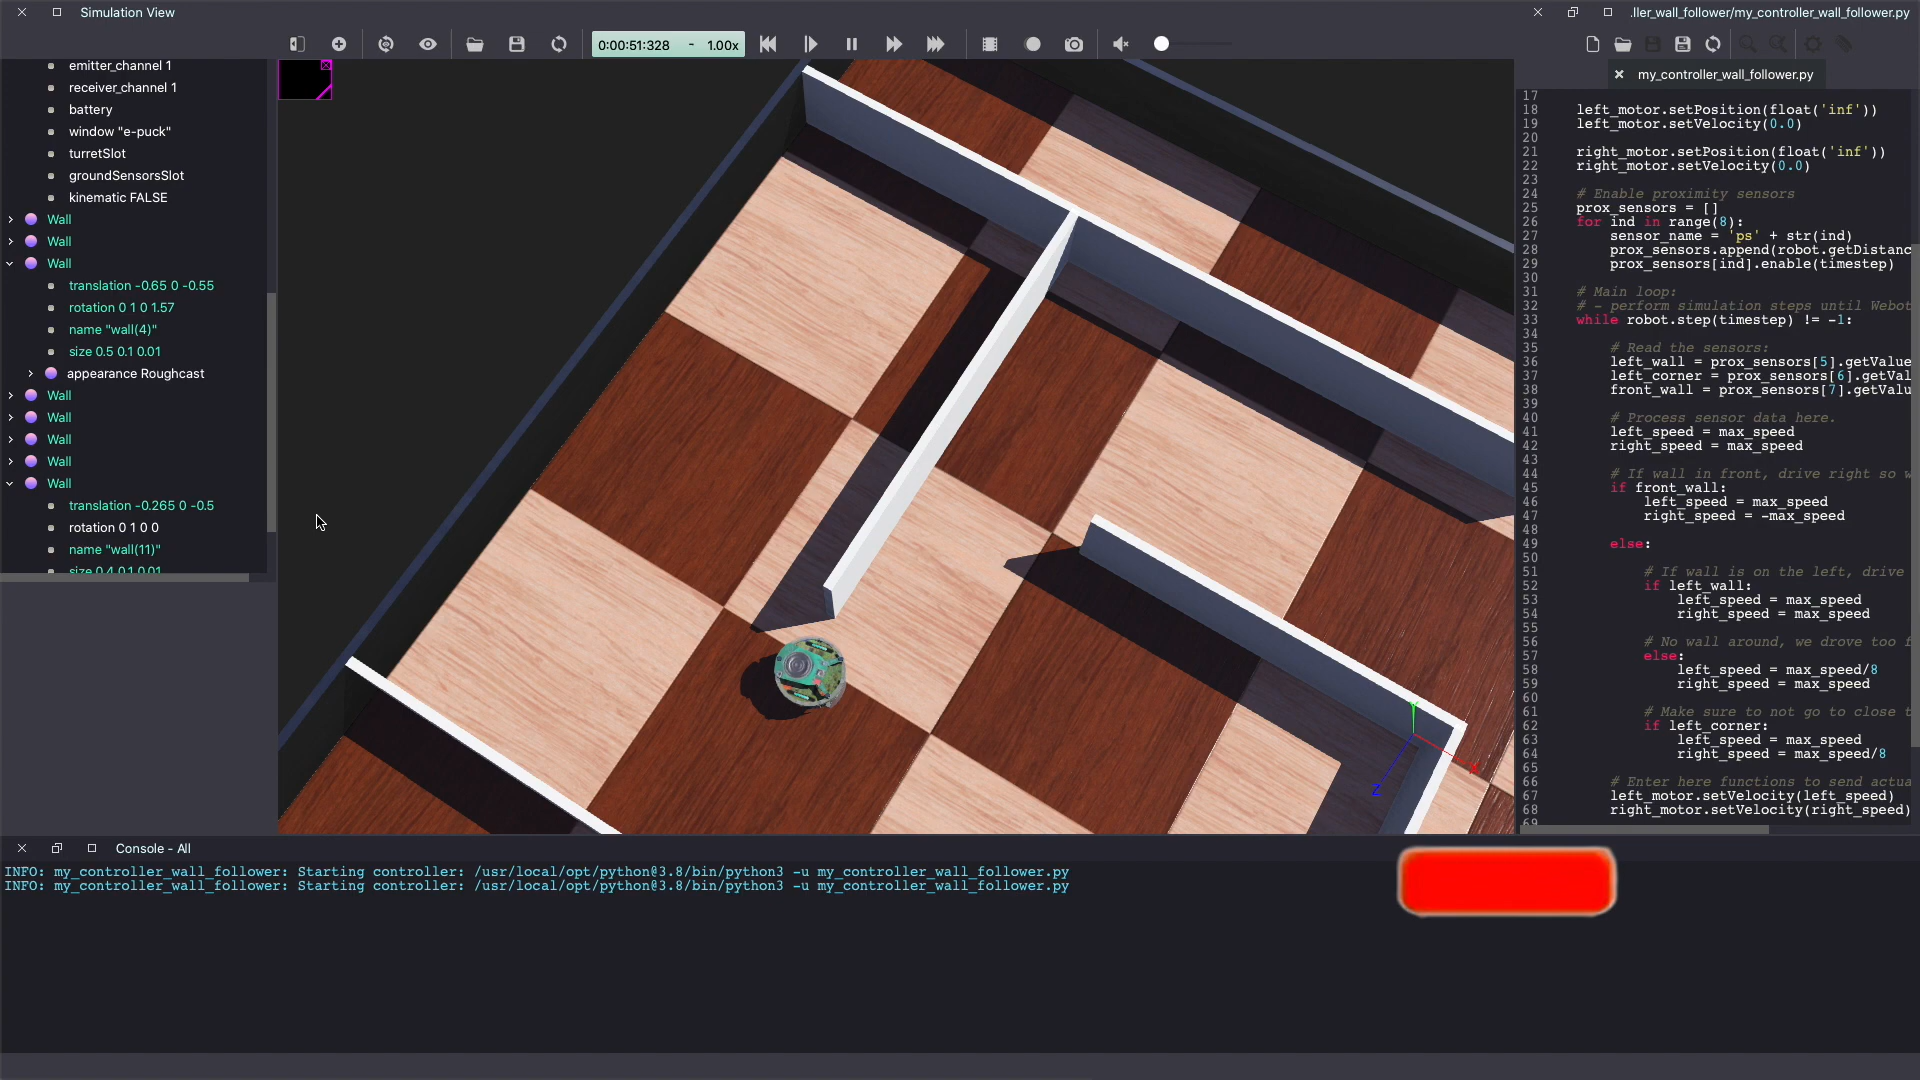 Simulation View
.ller_wall_follower/my_controller_wall_follower.py
0:00:51:328 - 1.00x
my_controller_wall_follower.py
emitter_channel 1
receiver_channel 1
battery
window "e-puck"
turretSlot
groundSensorsSlot
kinematic FALSE
Wall
Wall
Wall
translation -0.65 0 -0.55
rotation 0 1 0 1.57
name "wall(4)"
size 0.5 0.1 0.01
appearance Roughcast
Wall
Wall
Wall
Wall
Wall
translation -0.265 0 -0.5
rotation 0 1 0 0
name "wall(11)"
size 0.4 0.1 0.01
Y
X
Z
17
18 left_motor.setPosition(float('inf'))
19 left_motor.setVelocity(0.0)
20
21 right_motor.setPosition(float('inf'))
22 right_motor.setVelocity(0.0)
23
24 # Enable proximity sensors
25 prox_sensors = []
26 for ind in range(8):
27 sensor_name = 'ps' + str(ind)
28 prox_sensors.append(robot.getDistanc
29 prox_sensors[ind].enable(timestep)
30
31 # Main loop:
32 # - perform simulation steps until Webot
33 while robot.step(timestep) != -1:
34
35 # Read the sensors:
36 left_wall = prox_sensors[5].getValue
37 left_corner = prox_sensors[6].getVal
38 front_wall = prox_sensors[7].getValu
39
40 # Process sensor data here.
41 left_speed = max_speed
42 right_speed = max_speed
43
44 # If wall in front, drive right so w
45 if front_wall:
46 left_speed = max_speed
47 right_speed = -max_speed
48
49 else:
50
51 # If wall is on the left, drive
52 if left_wall:
53 left_speed = max_speed
54 right_speed = max_speed
55
56 # No wall around, we drove too f
57 else:
58 left_speed = max_speed/8
59 right_speed = max_speed
60
61 # Make sure to not go to close t
62 if left_corner:
63 left_speed = max_speed
64 right_speed = max_speed/8
65
66 # Enter here functions to send actua
67 left_motor.setVelocity(left_speed)
68 right_motor.setVelocity(right_speed)
69
Console - All
INFO: my_controller_wall_follower: Starting controller: /usr/local/opt/python@3.8/bin/python3 -u my_controller_wall_follower.py
INFO: my_controller_wall_follower: Starting controller: /usr/local/opt/python@3.8/bin/python3 -u my_controller_wall_follower.py